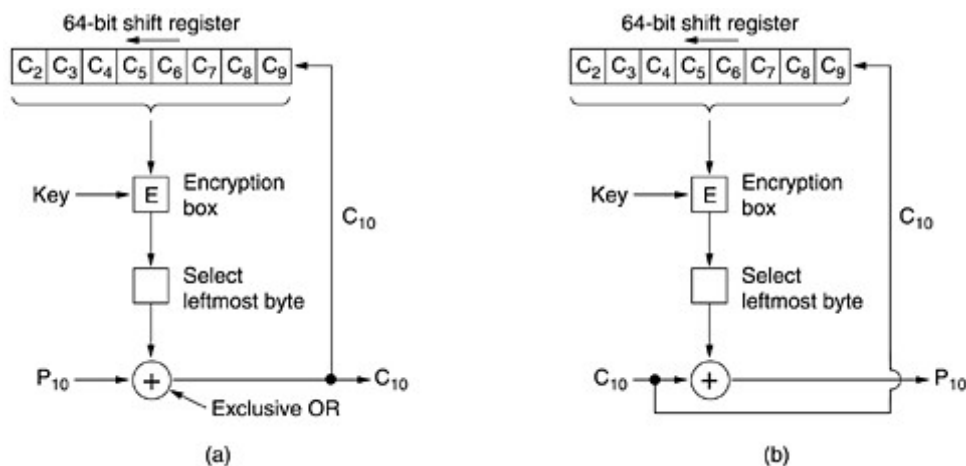 64-bit shift register
C2 C3 C4 C5 C6 C7 C8 C9
Key
E
Encryption
box
C10
Select
leftmost byte
P10
+
C10
Exclusive OR
(a)
64-bit shift register
C2 C3 C4 C5 C6 C7 C8 C9
Key
E
Encryption
box
C10
Select
leftmost byte
C10
+
P10
(b)